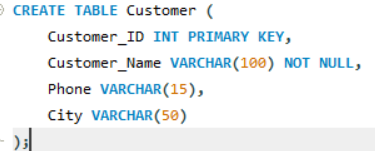 CREATE TABLE Customer (
    Customer_ID INT PRIMARY KEY,
    Customer_Name VARCHAR(100) NOT NULL,
    Phone VARCHAR(15),
    City VARCHAR(50)
);